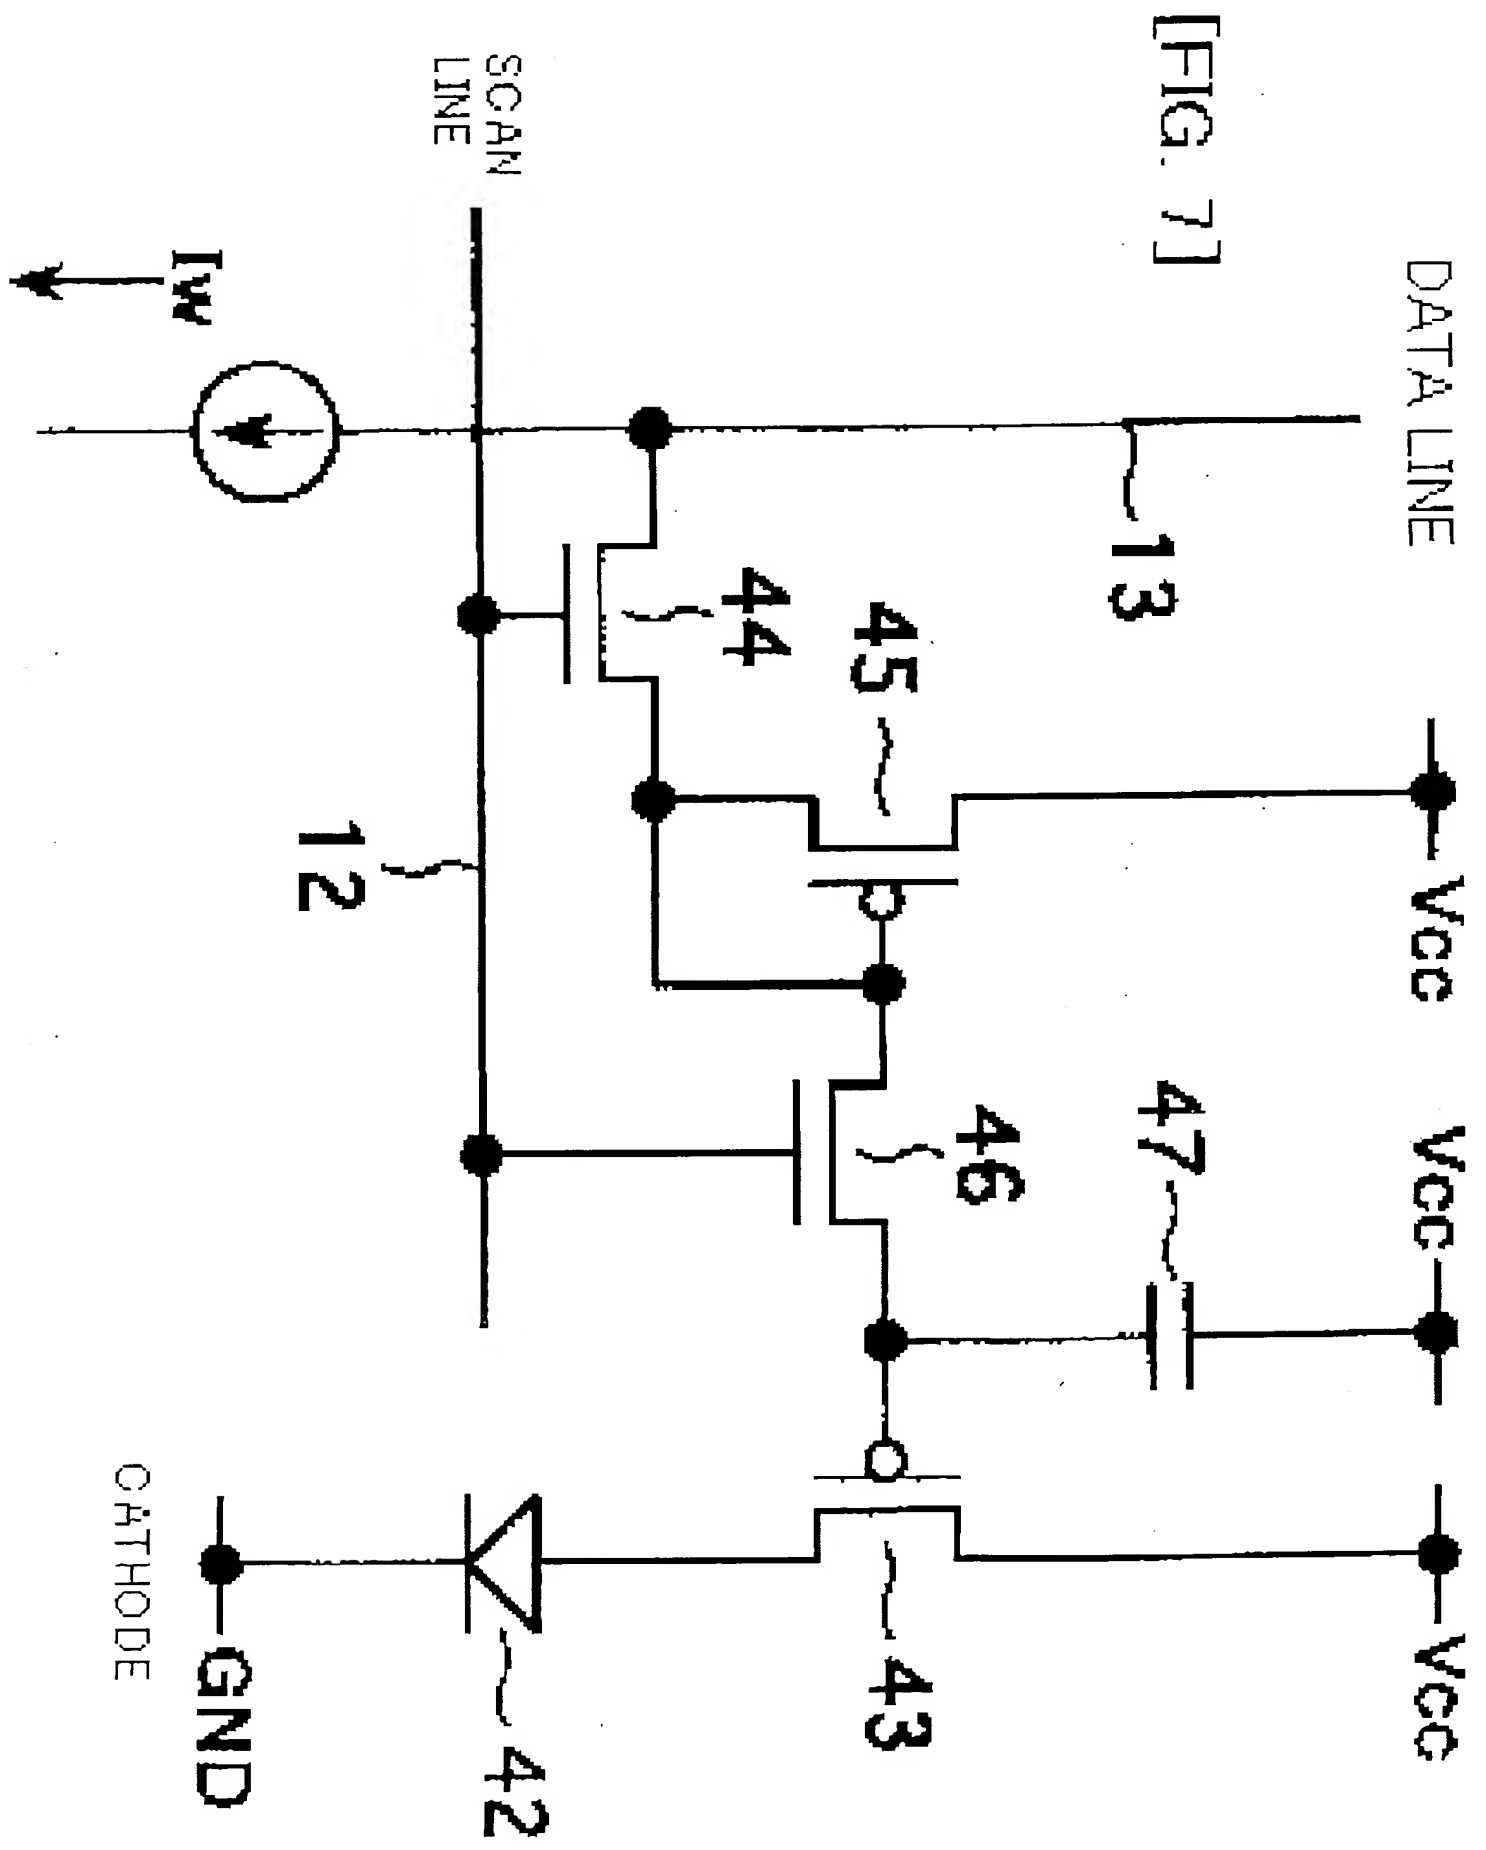 [FIG. 7]
DATA LINE
Vcc
Vcc
Vcc
13
47
45
44
46
43
SCAN
LINE
12
42
Iw
GND
CATHODE